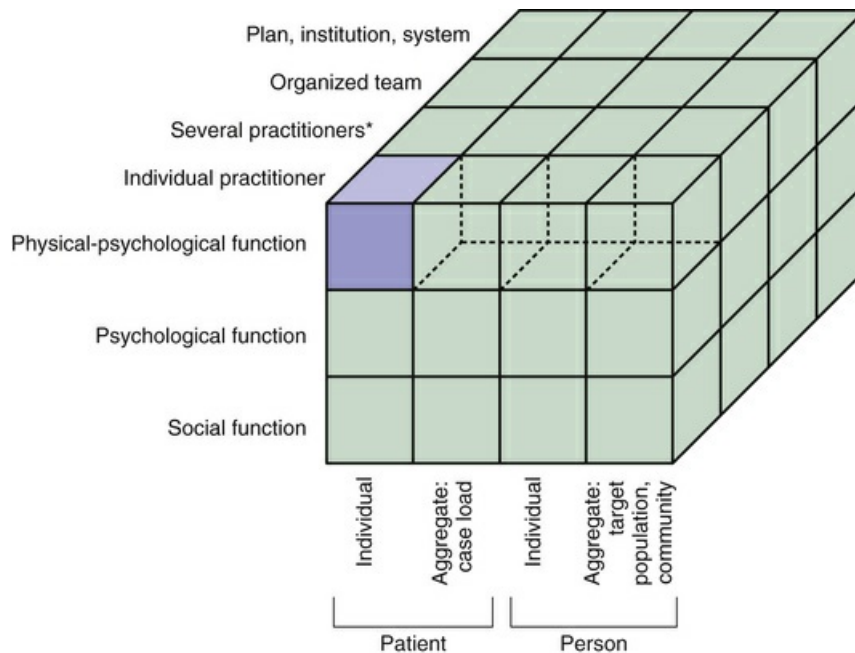 Plan, institution, system
Organized team
Several practitioners*
Individual practitioner
Physical-psychological function
Psychological function
Social function
Individual
Aggregate:
case load
Individual
Aggregate:
target
population,
community
Patient
Person